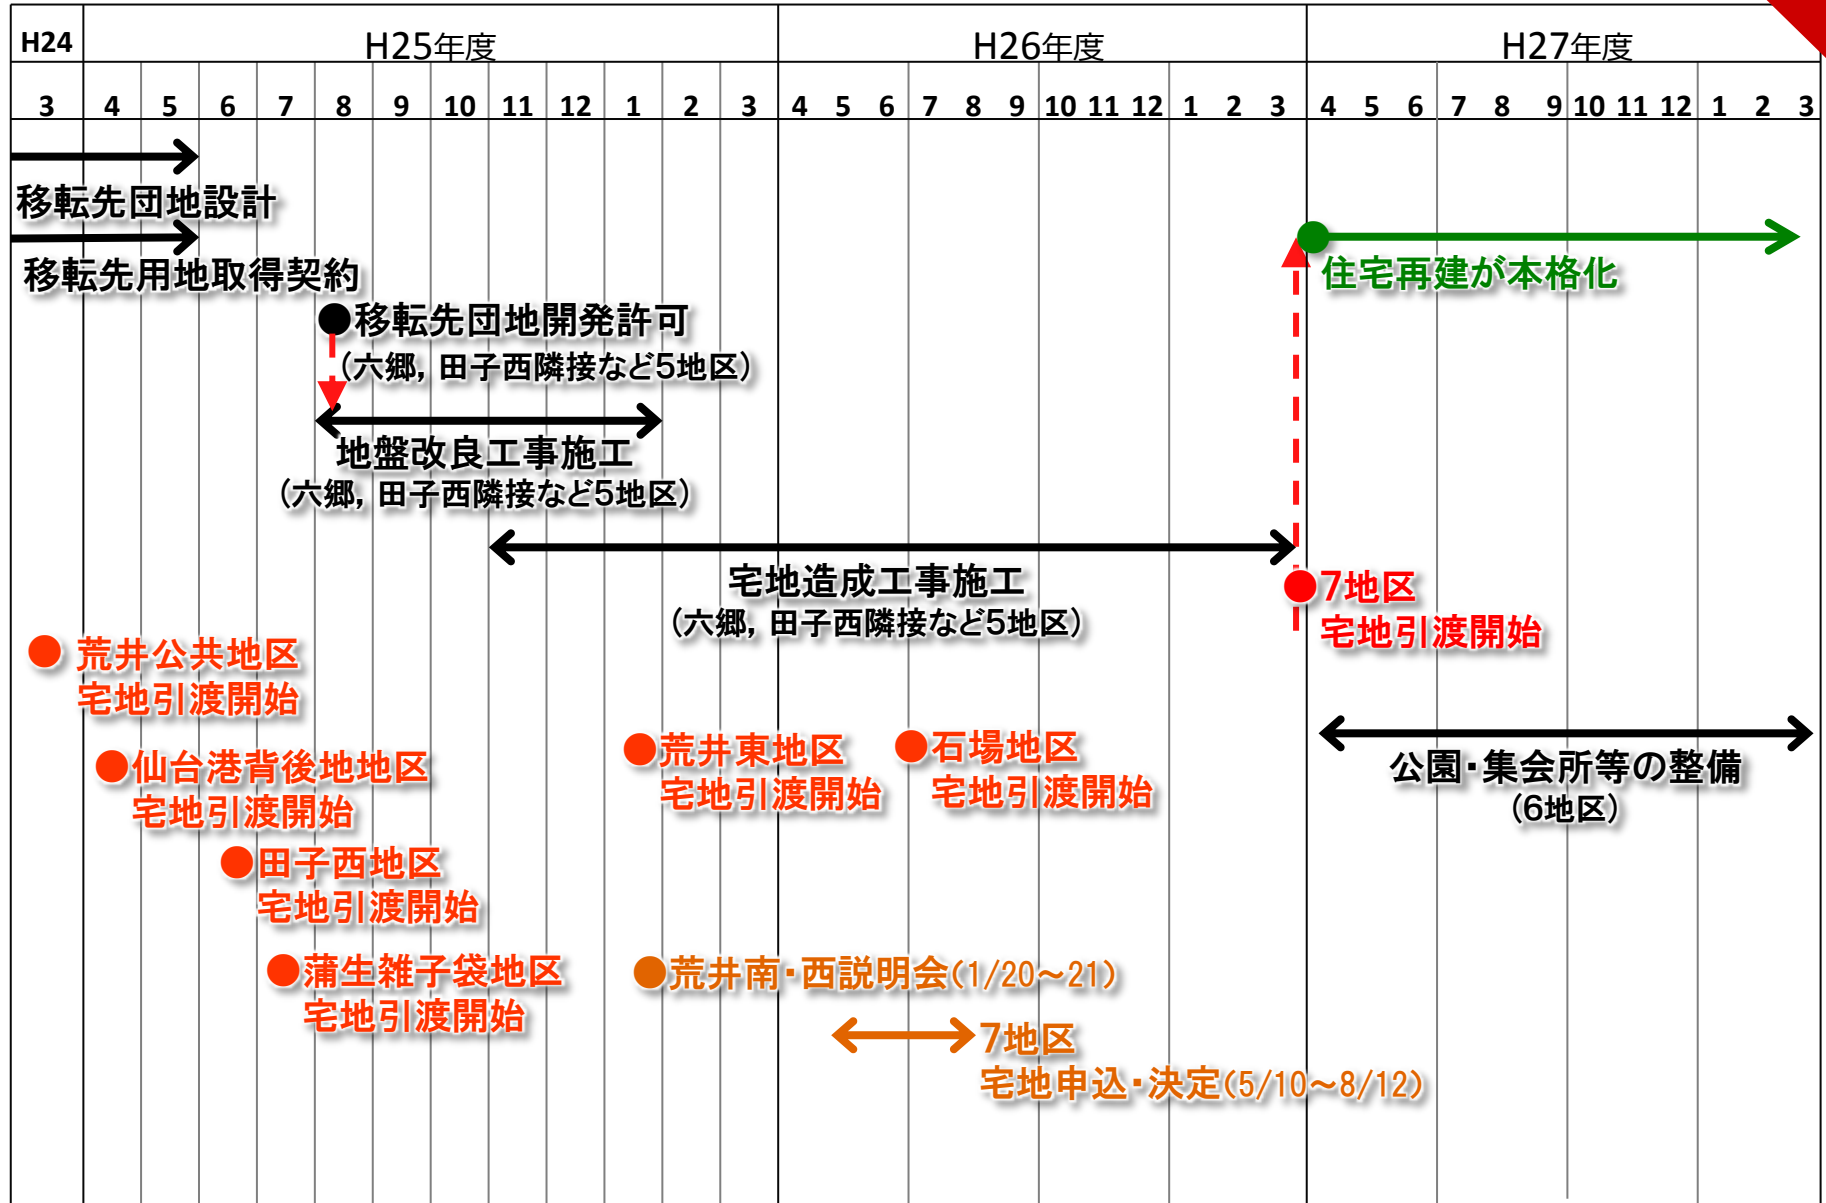 H24 H25年度 H26年度 H27年度
3 4 5 6 7 8 9 10 11 12 1 2 3 4 5 6 7 8 9 10 11 12 1 2 3 4 5 6 7 8 9 10 11 12 1 2 3
移転先団地設計
移転先用地取得契約
住宅再建が本格化
移転先団地開発許可
(六郷, 田子西隣接など5地区)
地盤改良工事施工
(六郷, 田子西隣接など5地区)
宅地造成工事施工
(六郷, 田子西隣接など5地区)
7地区
宅地引渡開始
荒井公共地区
宅地引渡開始
仙台港背後地地区
宅地引渡開始
荒井東地区
宅地引渡開始
石場地区
宅地引渡開始
公園・集会所等の整備
(6地区)
田子西地区
宅地引渡開始
蒲生雑子袋地区
宅地引渡開始
荒井南・西説明会(1/20～21)
7地区
宅地申込・決定(5/10～8/12)